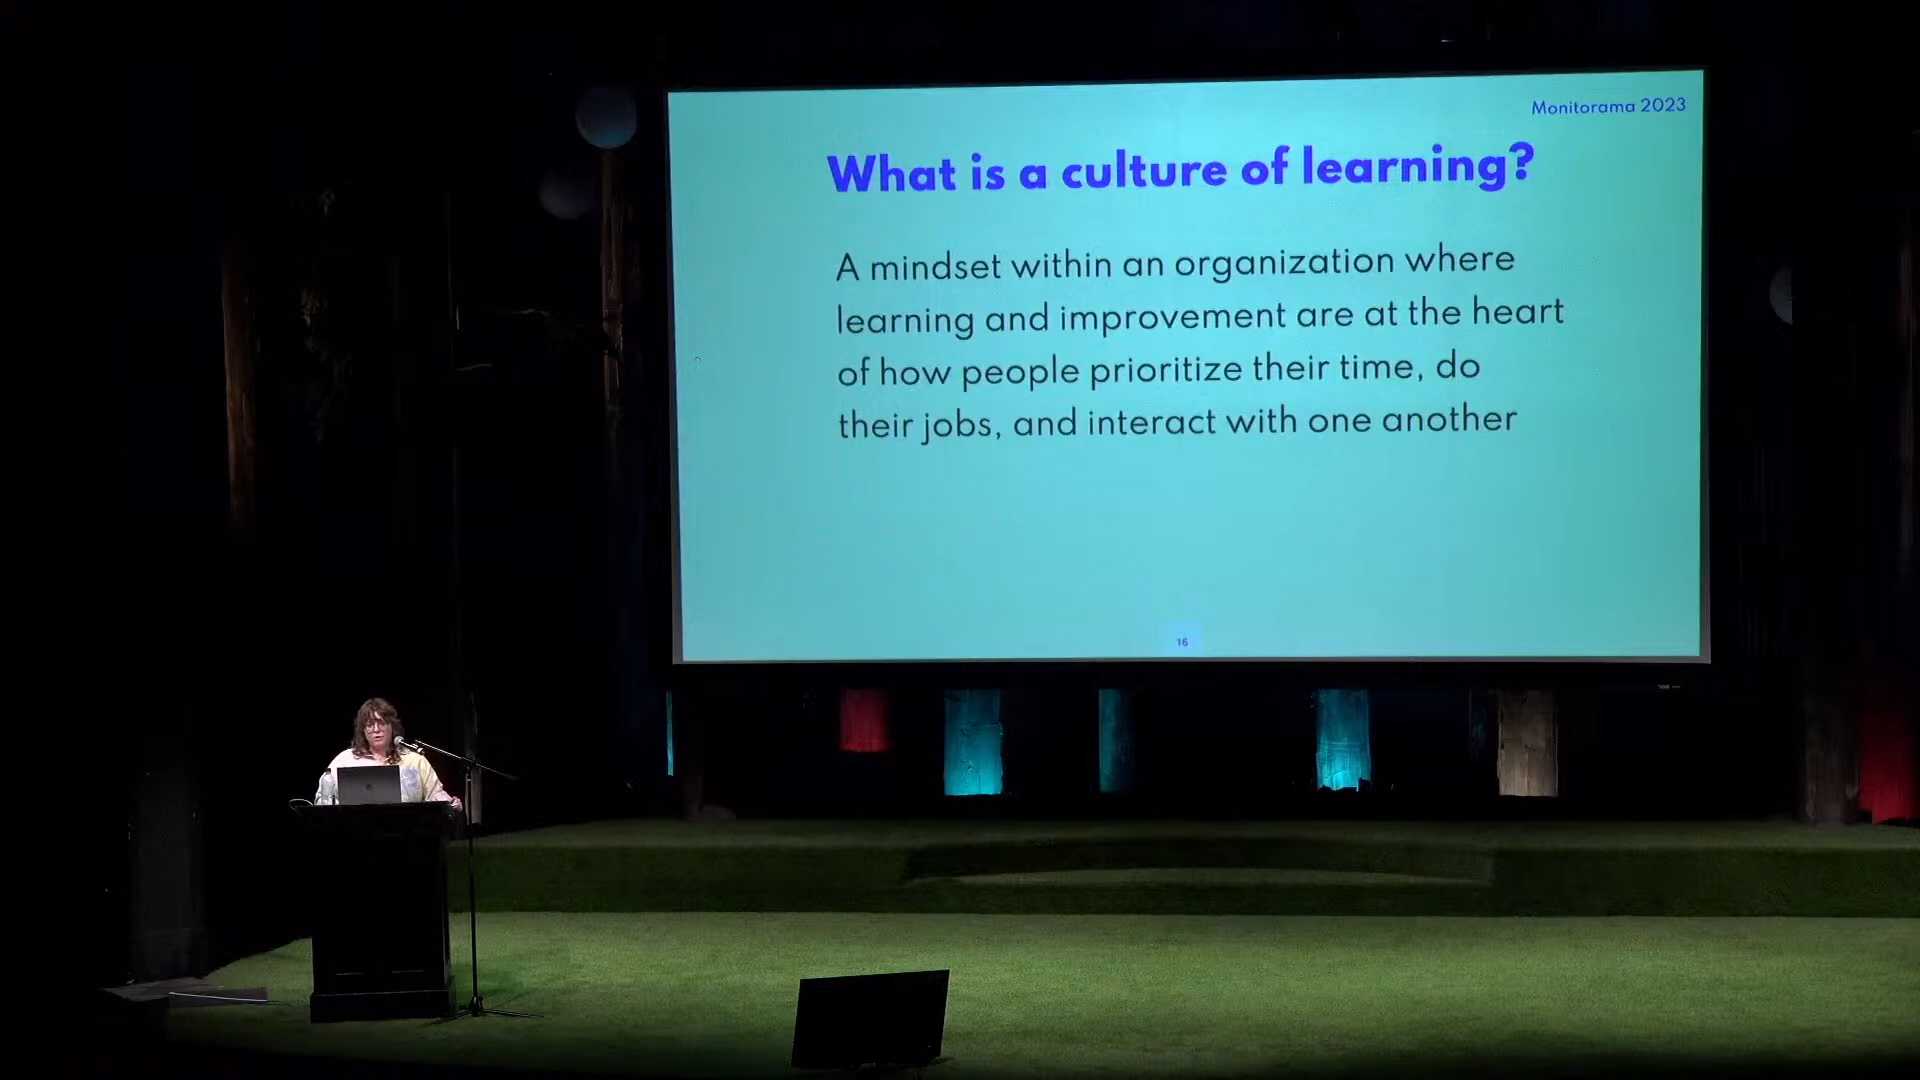 Monitorama 2023
What is a culture of learning?
A mindset within an organization where
learning and improvement are at the heart
of how people prioritize their time, do
their jobs, and interact with one another
16